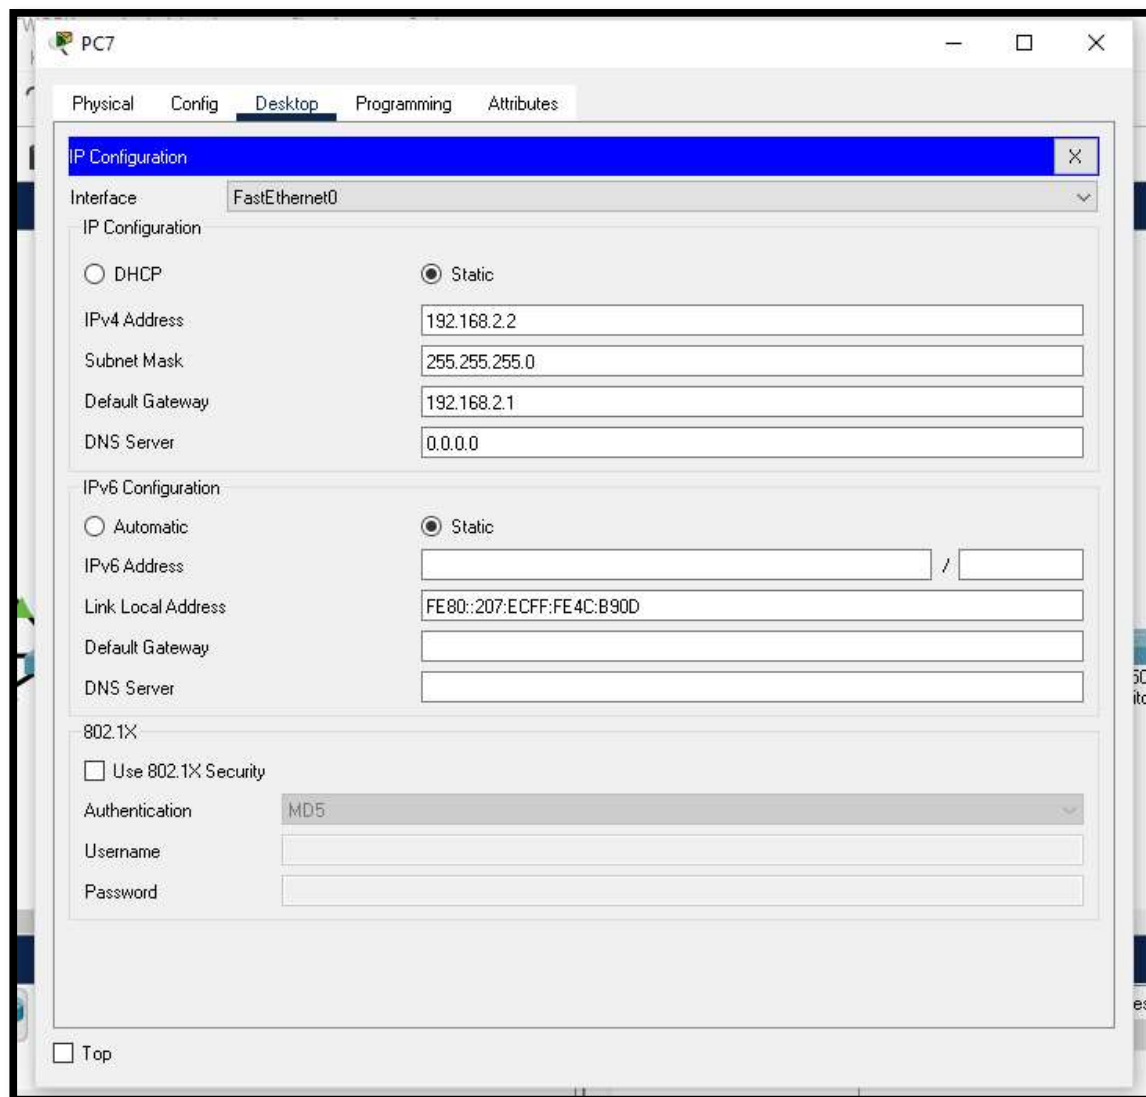 PC7
Physical Config Desktop Programming Attributes
IP Configuration X
Interface FastEthernet0
IP Configuration
DHCP Static
IPv4 Address 192.168.2.2
Subnet Mask 255.255.255.0
Default Gateway 192.168.2.1
DNS Server 0.0.0.0
IPv6 Configuration
Automatic Static
IPv6 Address /
Link Local Address FE80::207:ECFF:FE4C:B90D
Default Gateway
DNS Server
802.1X
Use 802.1X Security
Authentication MD5
Username
Password
Top